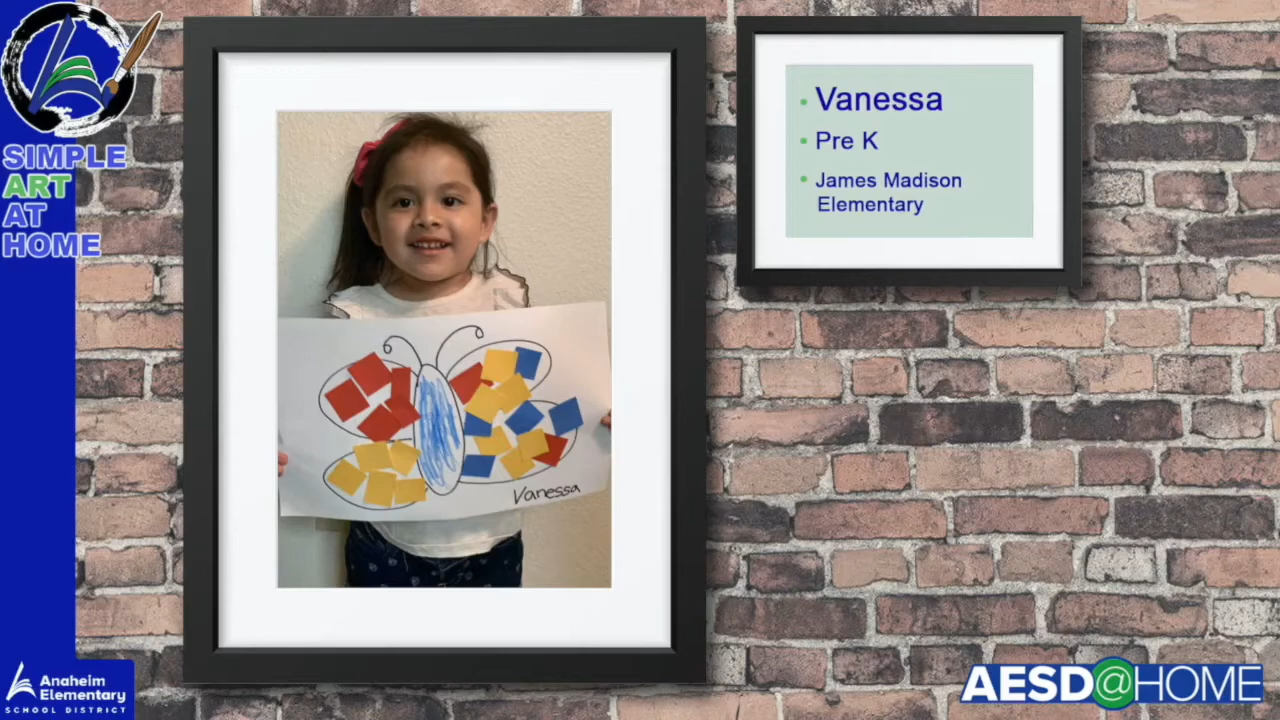 SIMPLE
ART
AT
HOME
Vanessa
Pre K
James Madison
Elementary
Vanessa
Anaheim
Elementary
SCHOOL DISTRICT
AESD@HOME